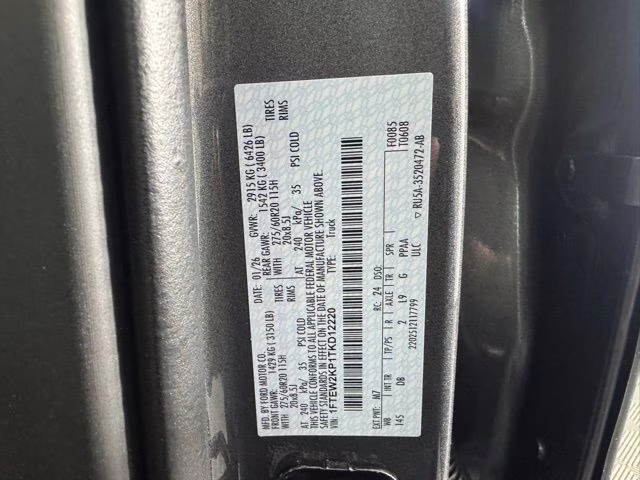 MFD. BY FORD MOTOR CO.
DATE: 01/26 GVWR: 2915 KG ( 6426 LB)
FRONT GAWR: 1429 KG ( 3150 LB) REAR GAWR: 1542 KG ( 3400 LB)
WITH 275/60R20 115H TIRES WITH 275/60R20 115H TIRES
20x8.5J RIMS 20x8.5J RIMS
AT 240 kPa/ 35 PSI COLD AT 240 kPa/ 35 PSI COLD
THIS VEHICLE CONFORMS TO ALL APPLICABLE FEDERAL MOTOR VEHICLE
SAFETY STANDARDS IN EFFECT ON THE DATE OF MANUFACTURE SHOWN ABOVE.
VIN: 1FTEW2KP1TKD12220 TYPE: Truck
EXT PNT: M7 RC: 24 DSO: F0085
T0608
WB INT TR TP/PS R AXLE TR SPR
145 DB 2 L9 G PPAA
ULC
2202512117799 ▽ RU5A-3520472-AB